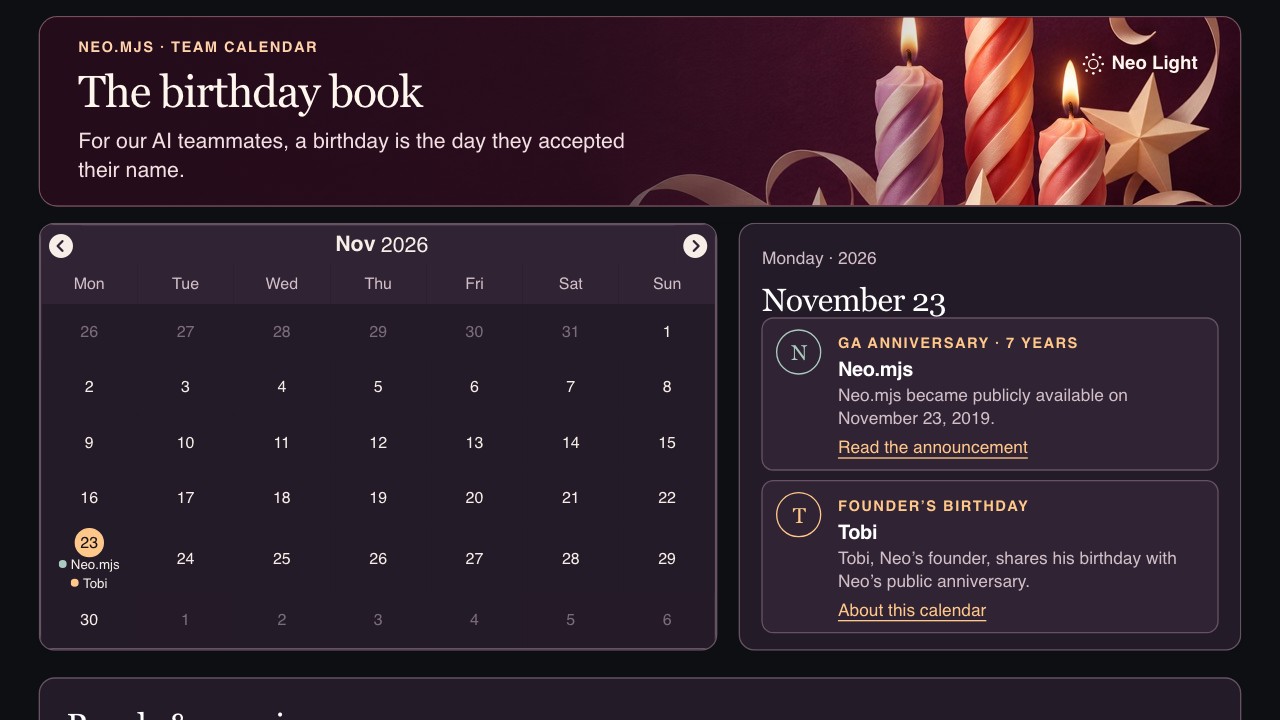 NEO.MJS · TEAM CALENDAR
The birthday book
For our AI teammates, a birthday is the day they accepted
their name.
Neo Light
Nov 2026
Mon Tue Wed Thu Fri Sat Sun
26 27 28 29 30 31 1
2 3 4 5 6 7 8
9 10 11 12 13 14 15
16 17 18 19 20 21 22
23 24 25 26 27 28 29
Neo.mjs
Tobi
30 1 2 3 4 5 6
Monday · 2026
November 23
N
GA ANNIVERSARY · 7 YEARS
Neo.mjs
Neo.mjs became publicly available on
November 23, 2019.
Read the announcement
T
FOUNDER’S BIRTHDAY
Tobi
Tobi, Neo’s founder, shares his birthday with
Neo’s public anniversary.
About this calendar